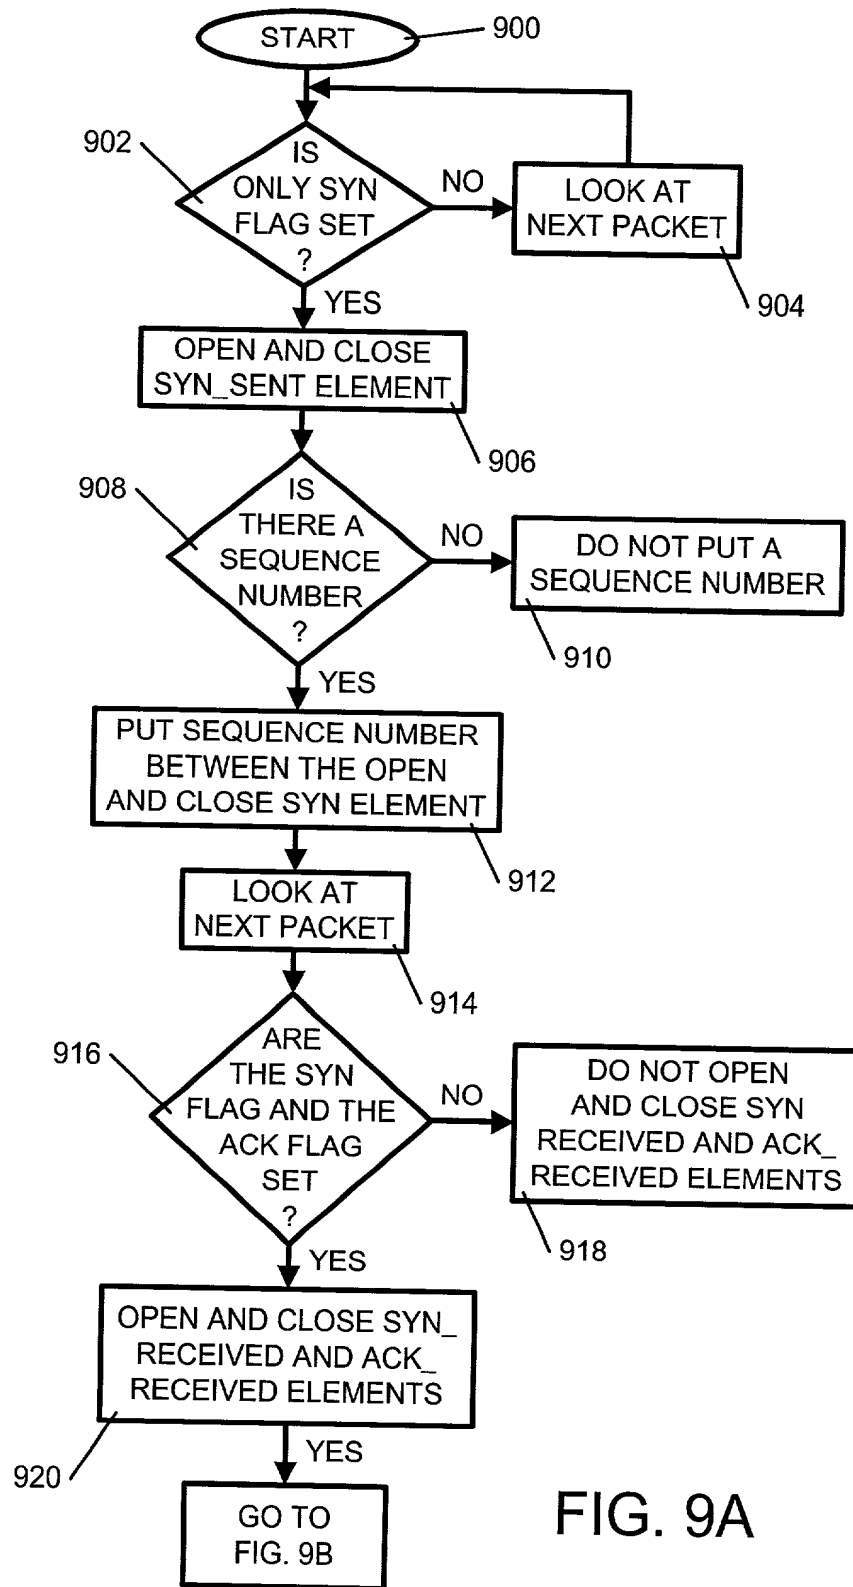 START
900
902
IS
ONLY SYN
FLAG SET
?
NO
LOOK AT
NEXT PACKET
904
YES
OPEN AND CLOSE
SYN_SENT ELEMENT
906
908
IS
THERE A
SEQUENCE
NUMBER
?
NO
DO NOT PUT A
SEQUENCE NUMBER
910
YES
PUT SEQUENCE NUMBER
BETWEEN THE OPEN
AND CLOSE SYN ELEMENT
912
LOOK AT
NEXT PACKET
914
916
ARE
THE SYN
FLAG AND THE
ACK FLAG
SET
?
NO
DO NOT OPEN
AND CLOSE SYN
RECEIVED AND ACK_
RECEIVED ELEMENTS
918
YES
OPEN AND CLOSE SYN_
RECEIVED AND ACK_
RECEIVED ELEMENTS
920
YES
GO TO
FIG. 9B
FIG. 9A